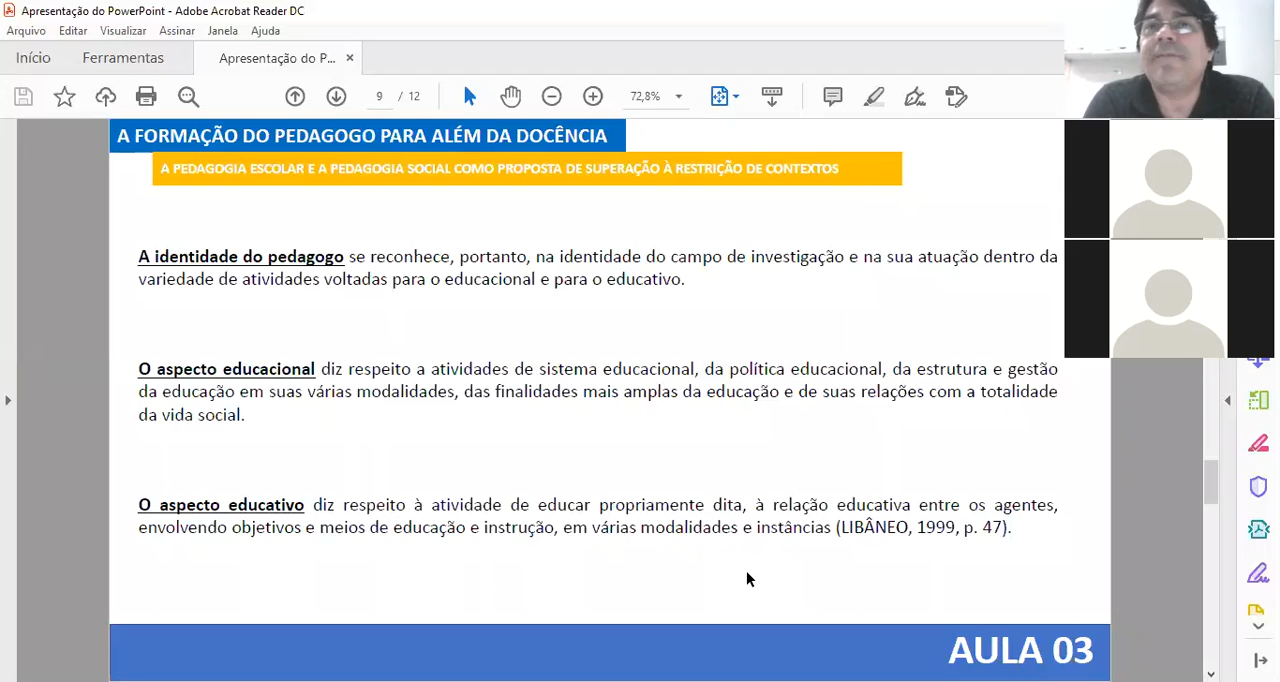 Apresentação do PowerPoint - Adobe Acrobat Reader DC
Arquivo Editar Visualizar Assinar Janela Ajuda
Início Ferramentas Apresentação do P... ×
9 / 12 72,8%
A FORMAÇÃO DO PEDAGOGO PARA ALÉM DA DOCÊNCIA
A PEDAGOGIA ESCOLAR E A PEDAGOGIA SOCIAL COMO PROPOSTA DE SUPERAÇÃO À RESTRIÇÃO DE CONTEXTOS
A identidade do pedagogo se reconhece, portanto, na identidade do campo de investigação e na sua atuação dentro da
variedade de atividades voltadas para o educacional e para o educativo.
O aspecto educacional diz respeito a atividades de sistema educacional, da política educacional, da estrutura e gestão
da educação em suas várias modalidades, das finalidades mais amplas da educação e de suas relações com a totalidade
da vida social.
O aspecto educativo diz respeito à atividade de educar propriamente dita, à relação educativa entre os agentes,
envolvendo objetivos e meios de educação e instrução, em várias modalidades e instâncias (LIBÂNEO, 1999, p. 47).
AULA 03